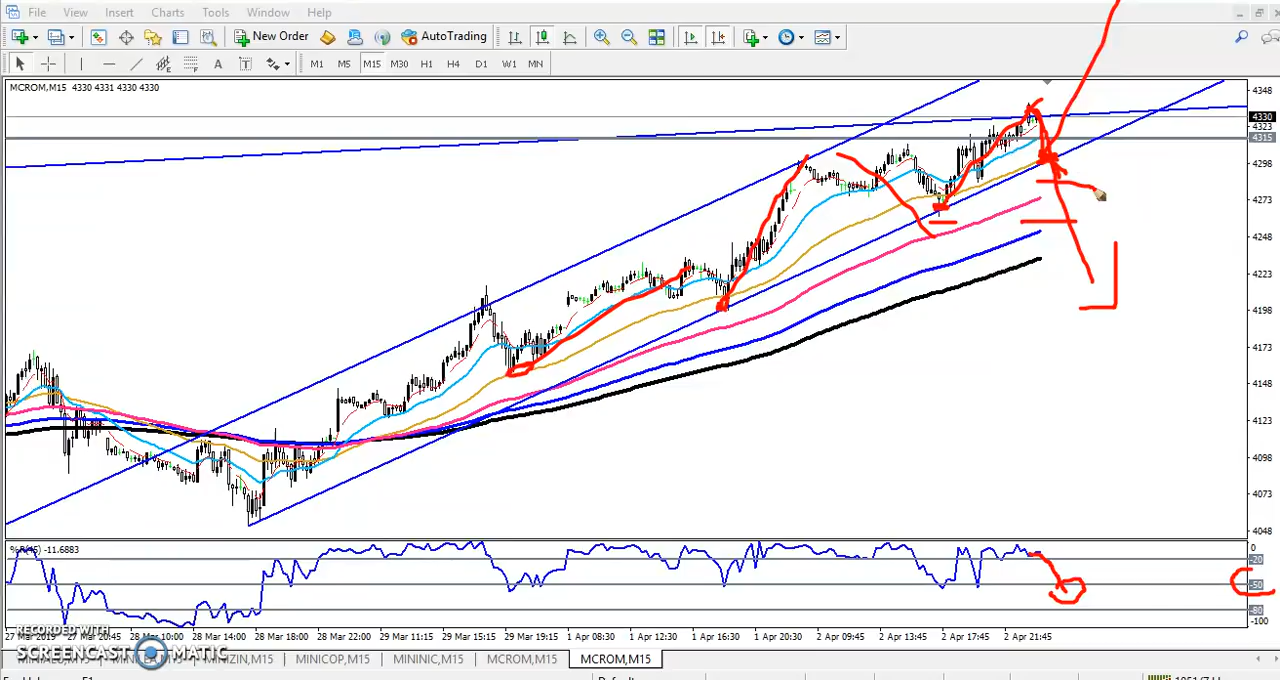 File View Insert Charts Tools Window Help
New Order AutoTrading
A T M1 M5 M15 M30 H1 H4 D1 W1 MN
MCROM,M15 4330 4331 4330 4330
4348
4330
4323
4315
4298
4273
4248
4223
4198
4173
4148
4123
4098
4073
4048
%R(15) -11.6883
0
-20
-50
-80
-100
27 Mar 2019 27 Mar 20:45 28 Mar 10:00 28 Mar 14:00 28 Mar 18:00 28 Mar 22:00 29 Mar 11:15 29 Mar 15:15 29 Mar 19:15 1 Apr 08:30 1 Apr 12:30 1 Apr 16:30 1 Apr 20:30 2 Apr 09:45 2 Apr 13:45 2 Apr 17:45 2 Apr 21:45
RECORDED WITH
SCREENCAST MATIC
MINIZIN,M15 MINICOP,M15 MININIC,M15 MCROM,M15 MCROM,M15